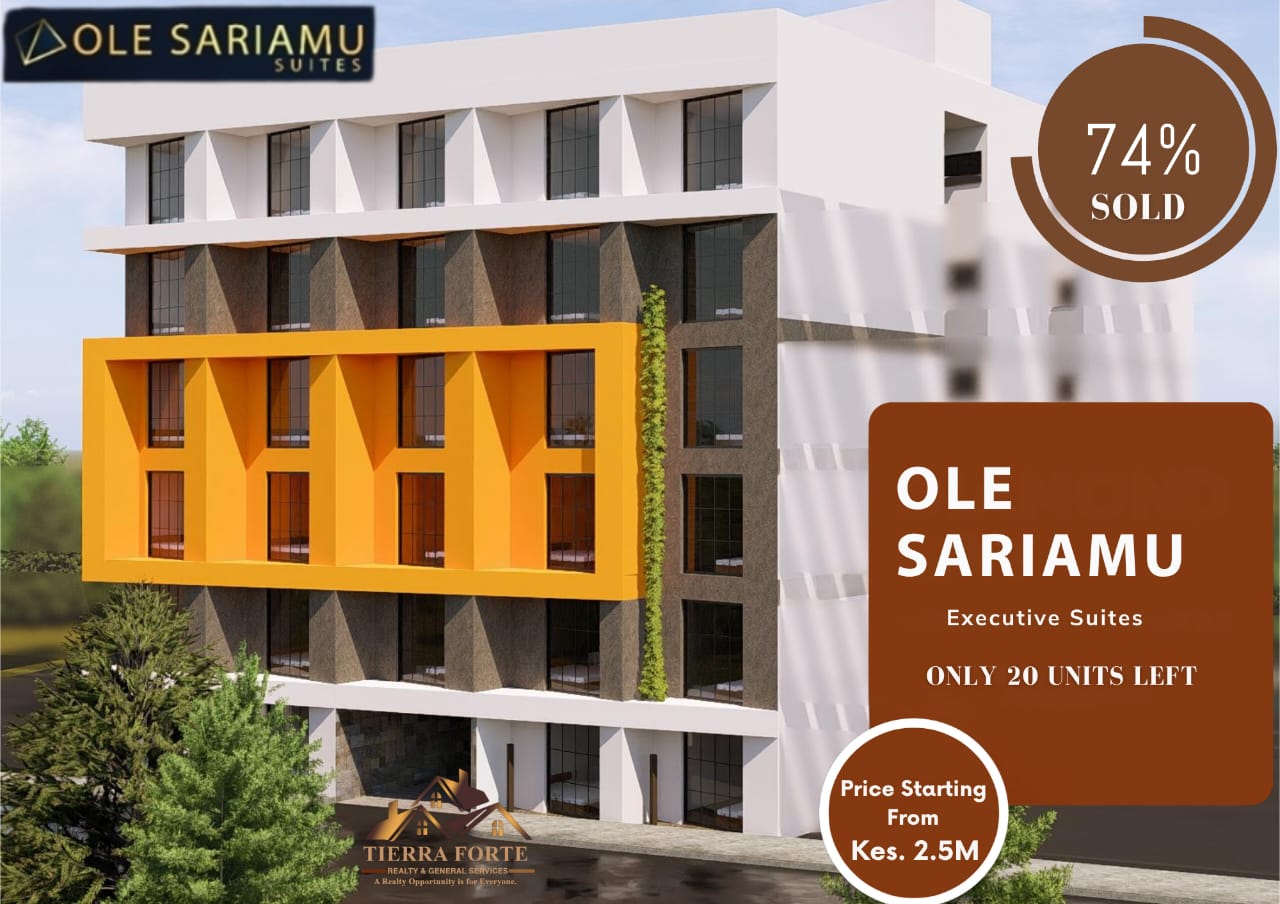 OLE SARIAMU
SUITES
74%
SOLD
OLE
SARIAMU
Executive Suites
ONLY 20 UNITS LEFT
Price Starting
From
Kes. 2.5M
TIERRA FORTE
REALTY & GENERAL SERVICES
A Realty Opportunity is for Everyone.